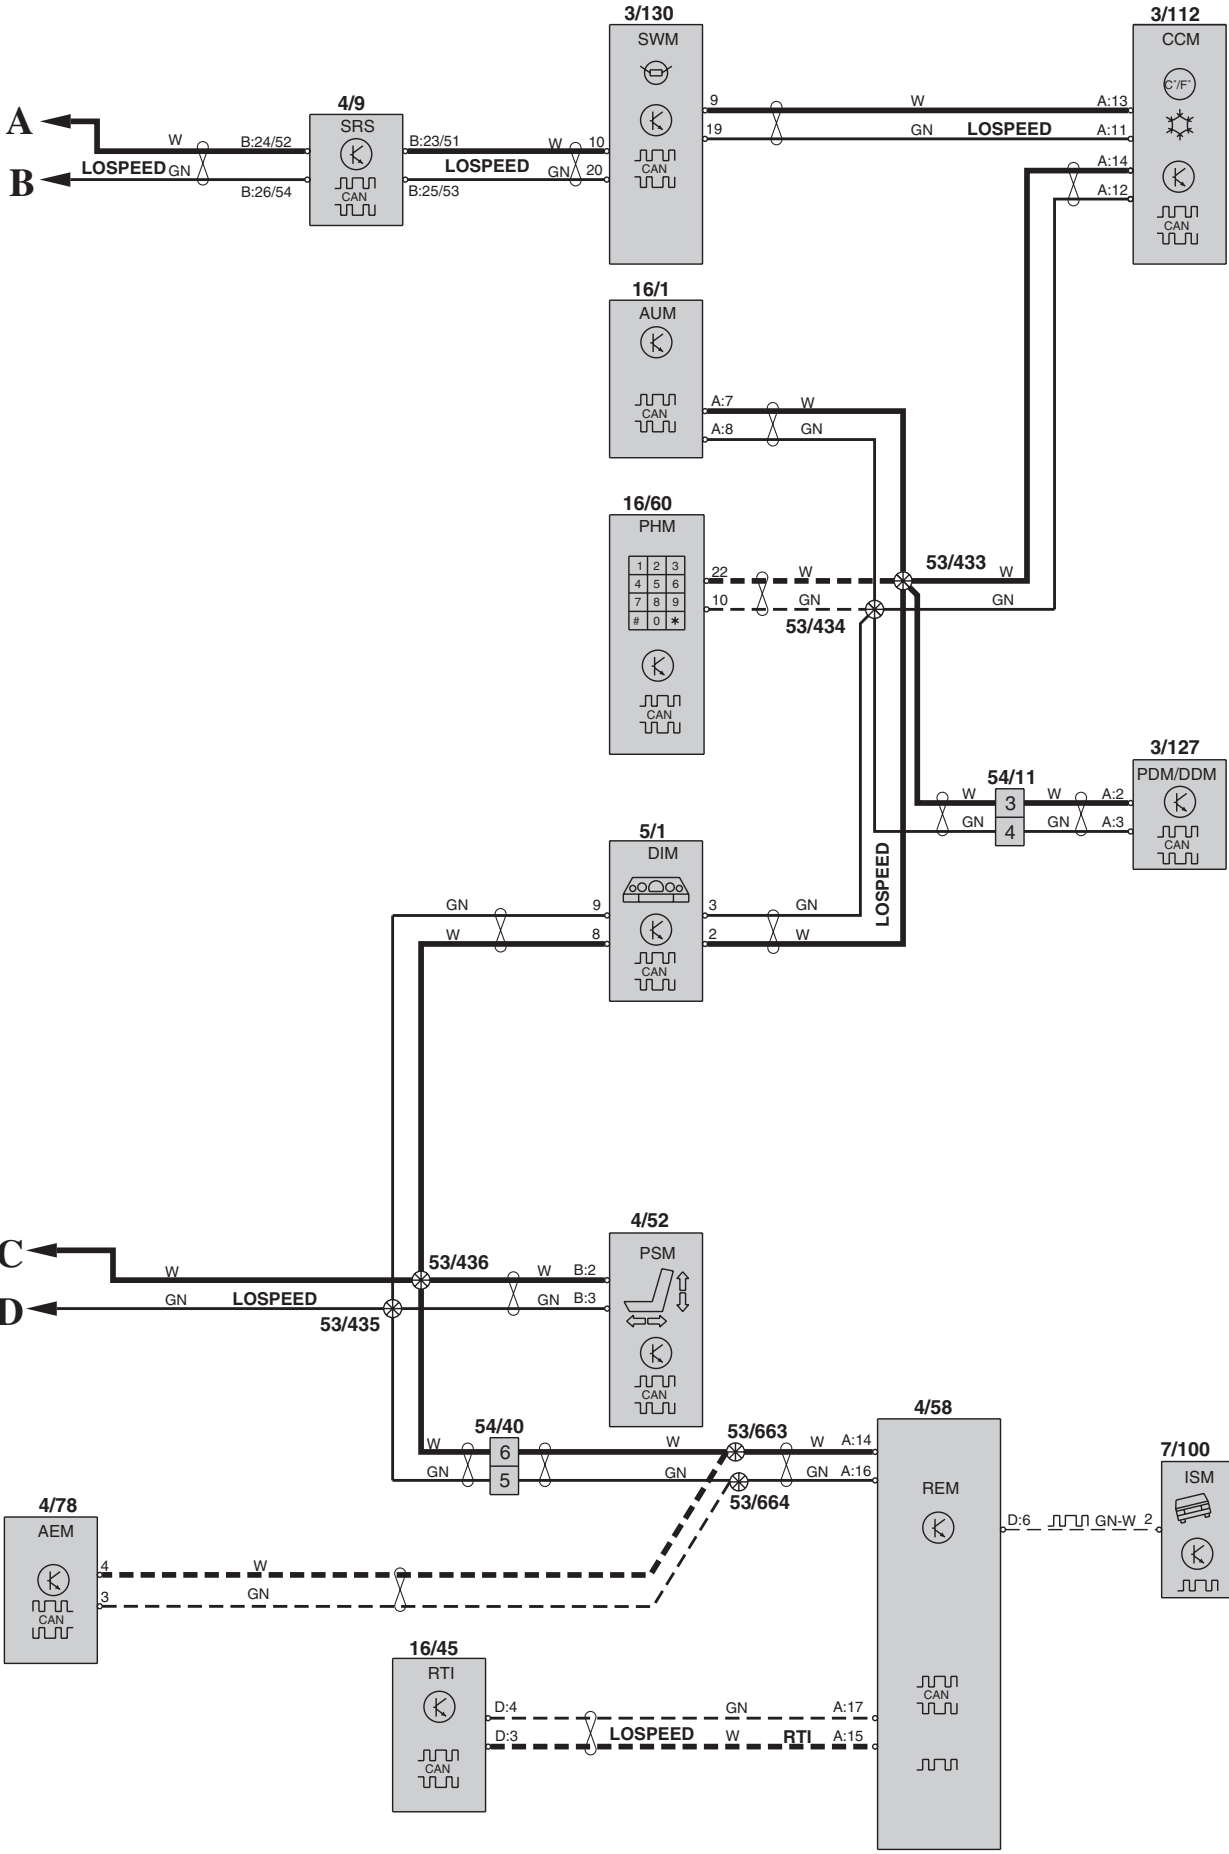 3/130
SWM
CAN
9
19
10
20
W
GN
LOSPEED
3/112
CCM
C°/F°
CAN
A:13
A:11
A:14
A:12
A
B
W
LOSPEED GN
B:24/52
B:26/54
4/9
SRS
CAN
B:23/51
B:25/53
LOSPEED
W
GN
16/1
AUM
CAN
A:7 W
A:8 GN
16/60
PHM
1 2 3
4 5 6
7 8 9
# 0 *
CAN
22 W
10 GN
53/433
W
53/434
GN
3/127
PDM/DDM
CAN
54/11
W 3 W A:2
GN 4 GN A:3
LOSPEED
5/1
DIM
CAN
GN 9
W 8
3 GN
2 W
C
D
W
GN LOSPEED
53/436
53/435
W B:2
GN B:3
4/52
PSM
CAN
54/40
W 6 W
GN 5 GN
53/663
53/664
W A:14
GN A:16
4/58
REM
CAN
D:6 GN-W 2
7/100
ISM
4/78
AEM
CAN
4 W
3 GN
16/45
RTI
CAN
D:4 GN A:17
D:3 LOSPEED W RTI A:15